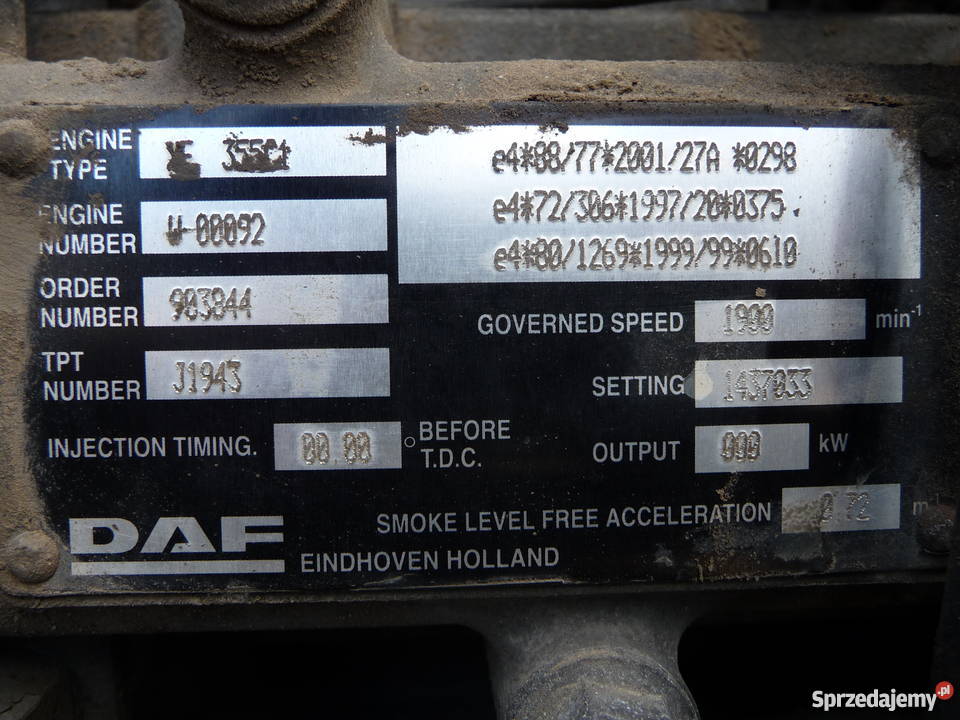 ENGINE TYPE 355C1
ENGINE NUMBER W-00092
ORDER NUMBER 903844
TPT NUMBER J1943
INJECTION TIMING. 00.00 ° BEFORE T.D.C.
e4*88/77*2001/27A *0298
e4*72/306*1997/20*0375
e4*80/1269*1999/99*0610
GOVERNED SPEED 1900 min-1
SETTING 1437033
OUTPUT 000 kW
SMOKE LEVEL FREE ACCELERATION 0.72
DAF
EINDHOVEN HOLLAND
Sprzedajemy.pl